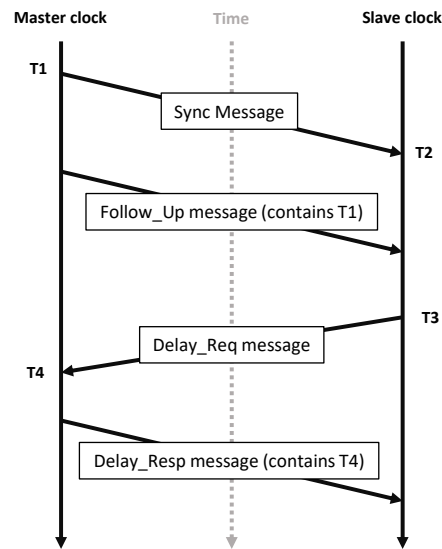 Master clock
Time
Slave clock
T1
Sync Message
T2
Follow_Up message (contains T1)
T3
Delay_Req message
T4
Delay_Resp message (contains T4)